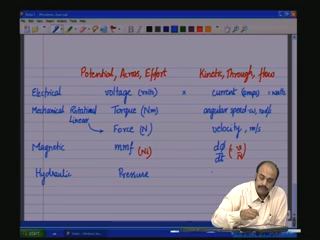 Potential, Across, Effort    Kinetic, Through, flow
Electrical    voltage (volts)    ×    current (amps) = watts
Mechanical Rotational    Torque (Nm)    angular speed-ω, rad/s
Linear    Force (N)    velocity, m/s
Magnetic    mmf (Ni)    dφ/dt (v/N)
Hydraulic    Pressure